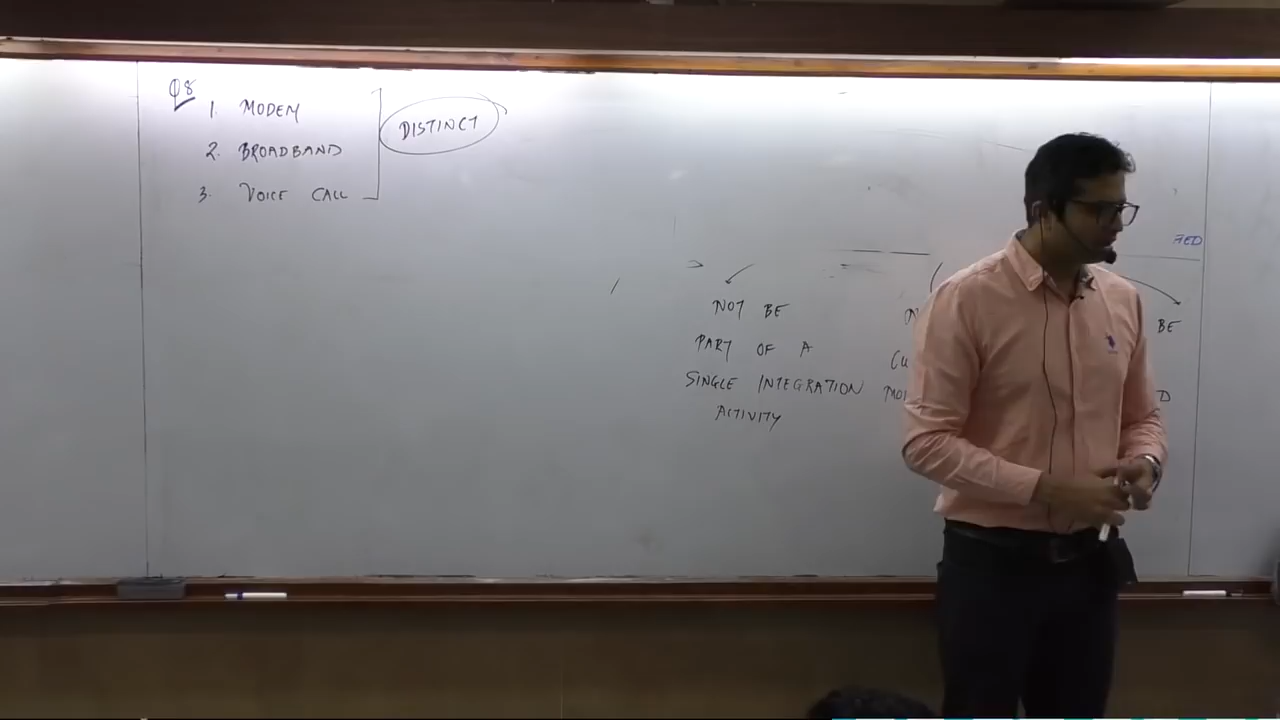 Q8
1. MODEM
2. BROADBAND
3. VOICE CALL
DISTINCT
NOT BE
PART OF A
SINGLE INTEGRATION
ACTIVITY
BE